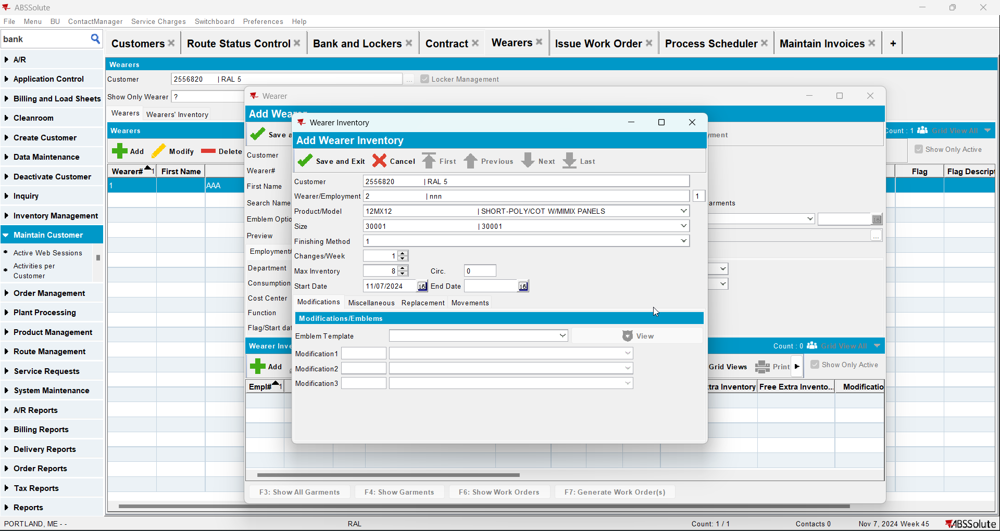 ABSSolute
File Menu BU ContactManager Service Charges Switchboard Preferences Help
bank
Customers Route Status Control Bank and Lockers Contract Wearers Issue Work Order Process Scheduler Maintain Invoices +
A/R
Application Control
Billing and Load Sheets
Cleanroom
Create Customer
Data Maintenance
Deactivate Customer
Inquiry
Inventory Management
Maintain Customer
Active Web Sessions
Activities per
Customer
Order Management
Plant Processing
Product Management
Route Management
Service Requests
System Maintenance
A/R Reports
Billing Reports
Delivery Reports
Order Reports
Tax Reports
Reports
Wearers
Customer 2556820 | RAL 5 ... Locker Management
Show Only Wearer ?
Wearers Wearers' Inventory
Wearers
Add Modify Delete
Wearer# 1 First Name
1 AAA
Count : 1 Grid View All
Show Only Active
Flag Flag Descript
Wearer
Add Wearer
Save a
ment
Customer
Wearer#
First Name
Search Name
arments
Emblem Optio
16
Preview
...
Employment#
Department
Consumption
Cost Center
Function
Flag/Start dat
Wearer Inve
Count : 0 Grid View All
Add
Grid Views Print Show Only Active
Empl# 1
tra Inventory Free Extra Invento... Modificatio
F3: Show All Garments F4: Show Garments F6: Show Work Orders F7: Generate Work Order(s)
Wearer Inventory
Add Wearer Inventory
Save and Exit Cancel First Previous Next Last
Customer 2556820 | RAL 5
Wearer/Employment 2 | nnn 1
Product/Model 12MX12 | SHORT-POLY/COT W/MIMIX PANELS
Size 30001 | 30001
Finishing Method 1
Changes/Week 1
Max Inventory 8 Circ. 0
Start Date 11/07/2024 16 End Date 16
Modifications Miscellaneous Replacement Movements
Modifications/Emblems
Emblem Template View
Modification1
Modification2
Modification3
PORTLAND, ME - - RAL Count: 1 / 1 Contacts 0 Nov 7, 2024 Week 45 ABSSolute